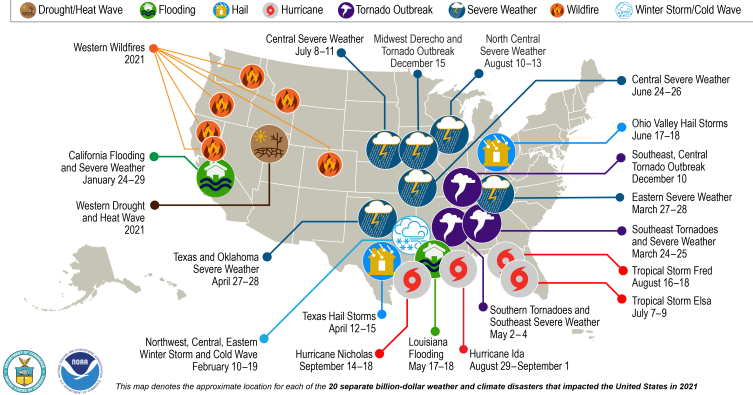 Drought/Heat Wave
Flooding
Hail
Hurricane
Tornado Outbreak
Severe Weather
Wildfire
Winter Storm/Cold Wave
Western Wildfires
2021
Central Severe Weather
July 8–11
Midwest Derecho and
Tornado Outbreak
December 15
North Central
Severe Weather
August 10–13
Central Severe Weather
June 24–26
Ohio Valley Hail Storms
June 17–18
Southeast, Central
Tornado Outbreak
December 10
Eastern Severe Weather
March 27–28
Southeast Tornadoes
and Severe Weather
March 24–25
Tropical Storm Fred
August 16–18
Tropical Storm Elsa
July 7–9
California Flooding
and Severe Weather
January 24–29
Western Drought
and Heat Wave
2021
Texas and Oklahoma
Severe Weather
April 27–28
Texas Hail Storms
April 12–15
Southern Tornadoes and
Southeast Severe Weather
May 2–4
Northwest, Central, Eastern
Winter Storm and Cold Wave
February 10–19
Hurricane Nicholas
September 14–18
Louisiana
Flooding
May 17–18
Hurricane Ida
August 29–September 1
NOAA
This map denotes the approximate location for each of the 20 separate billion-dollar weather and climate disasters that impacted the United States in 2021